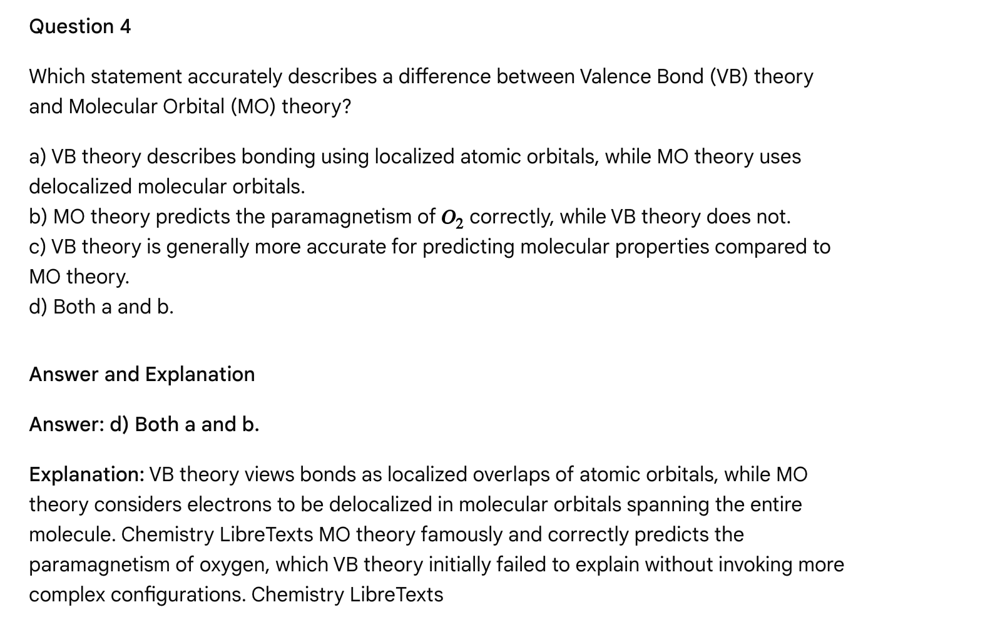 Question 4
Which statement accurately describes a difference between Valence Bond (VB) theory
and Molecular Orbital (MO) theory?
a) VB theory describes bonding using localized atomic orbitals, while MO theory uses
delocalized molecular orbitals.
b) MO theory predicts the paramagnetism of O₂ correctly, while VB theory does not.
c) VB theory is generally more accurate for predicting molecular properties compared to
MO theory.
d) Both a and b.
Answer and Explanation
Answer: d) Both a and b.
Explanation: VB theory views bonds as localized overlaps of atomic orbitals, while MO
theory considers electrons to be delocalized in molecular orbitals spanning the entire
molecule. Chemistry LibreTexts MO theory famously and correctly predicts the
paramagnetism of oxygen, which VB theory initially failed to explain without invoking more
complex configurations. Chemistry LibreTexts